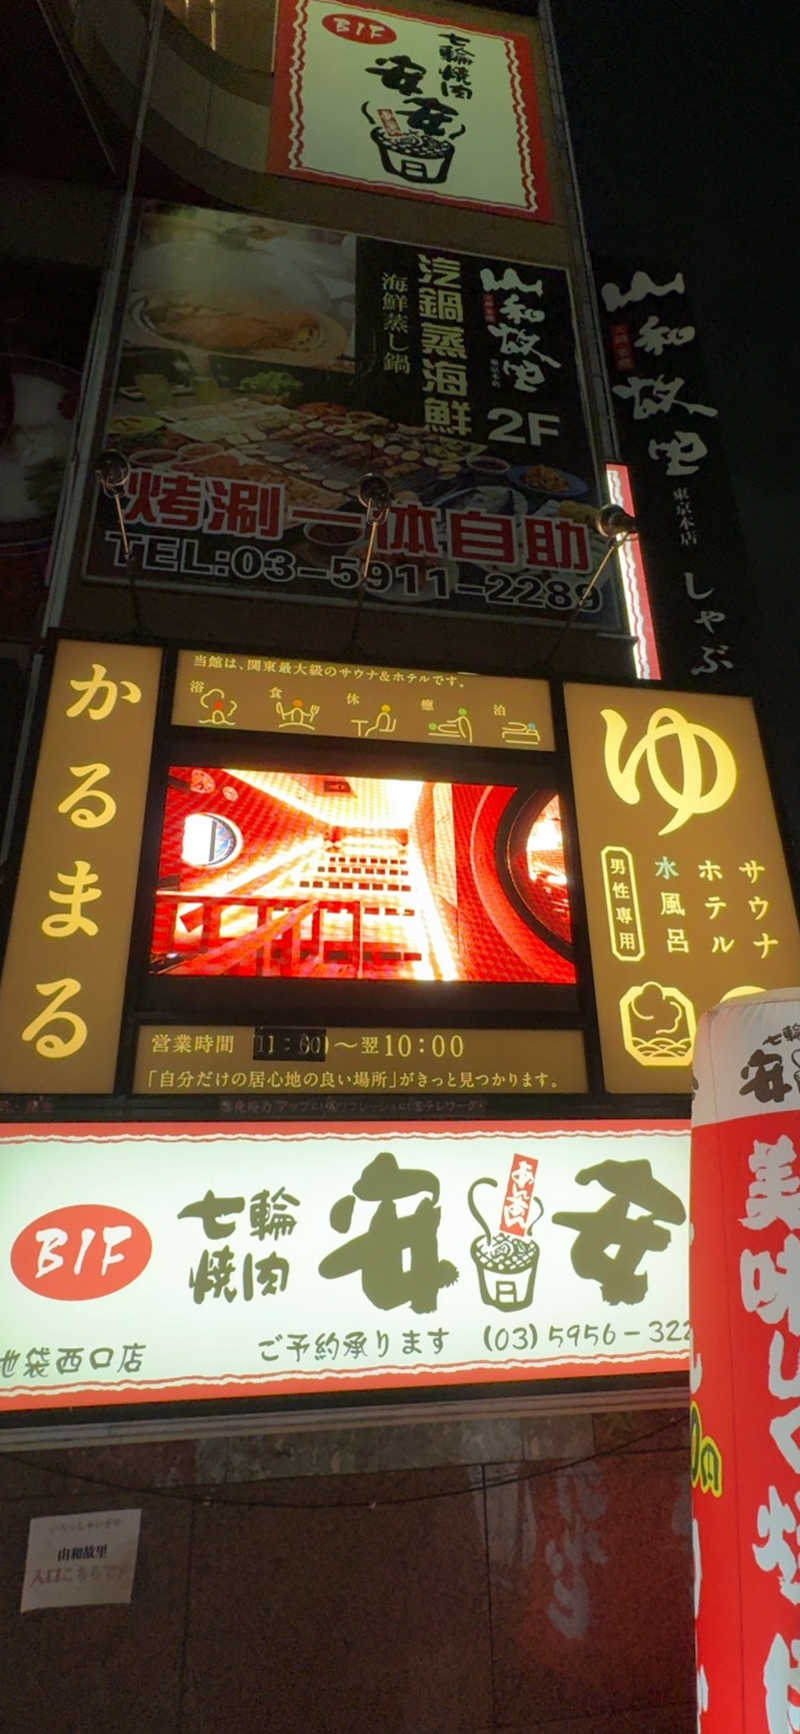 B1F
七輪焼肉
安安
山和故里
2F
汽鍋蒸海鮮
海鮮蒸し鍋
烤涮一体自助
TEL:03-5911-2289
山和故里
東京本店
しゃぶ
かるまる
当館は、関東最大級のサウナ&ホテルです。
浴 食 休 癒 泊
ゆ
サウナ
ホテル
水風呂
男性専用
営業時間 11:00〜翌10:00
「自分だけの居心地の良い場所」がきっと見つかります。
B1F
七輪
焼肉
安安
池袋西口店
ご予約承ります (03)5956-322
七輪
安
美味しく焼肉
山和故里
入口こちらです